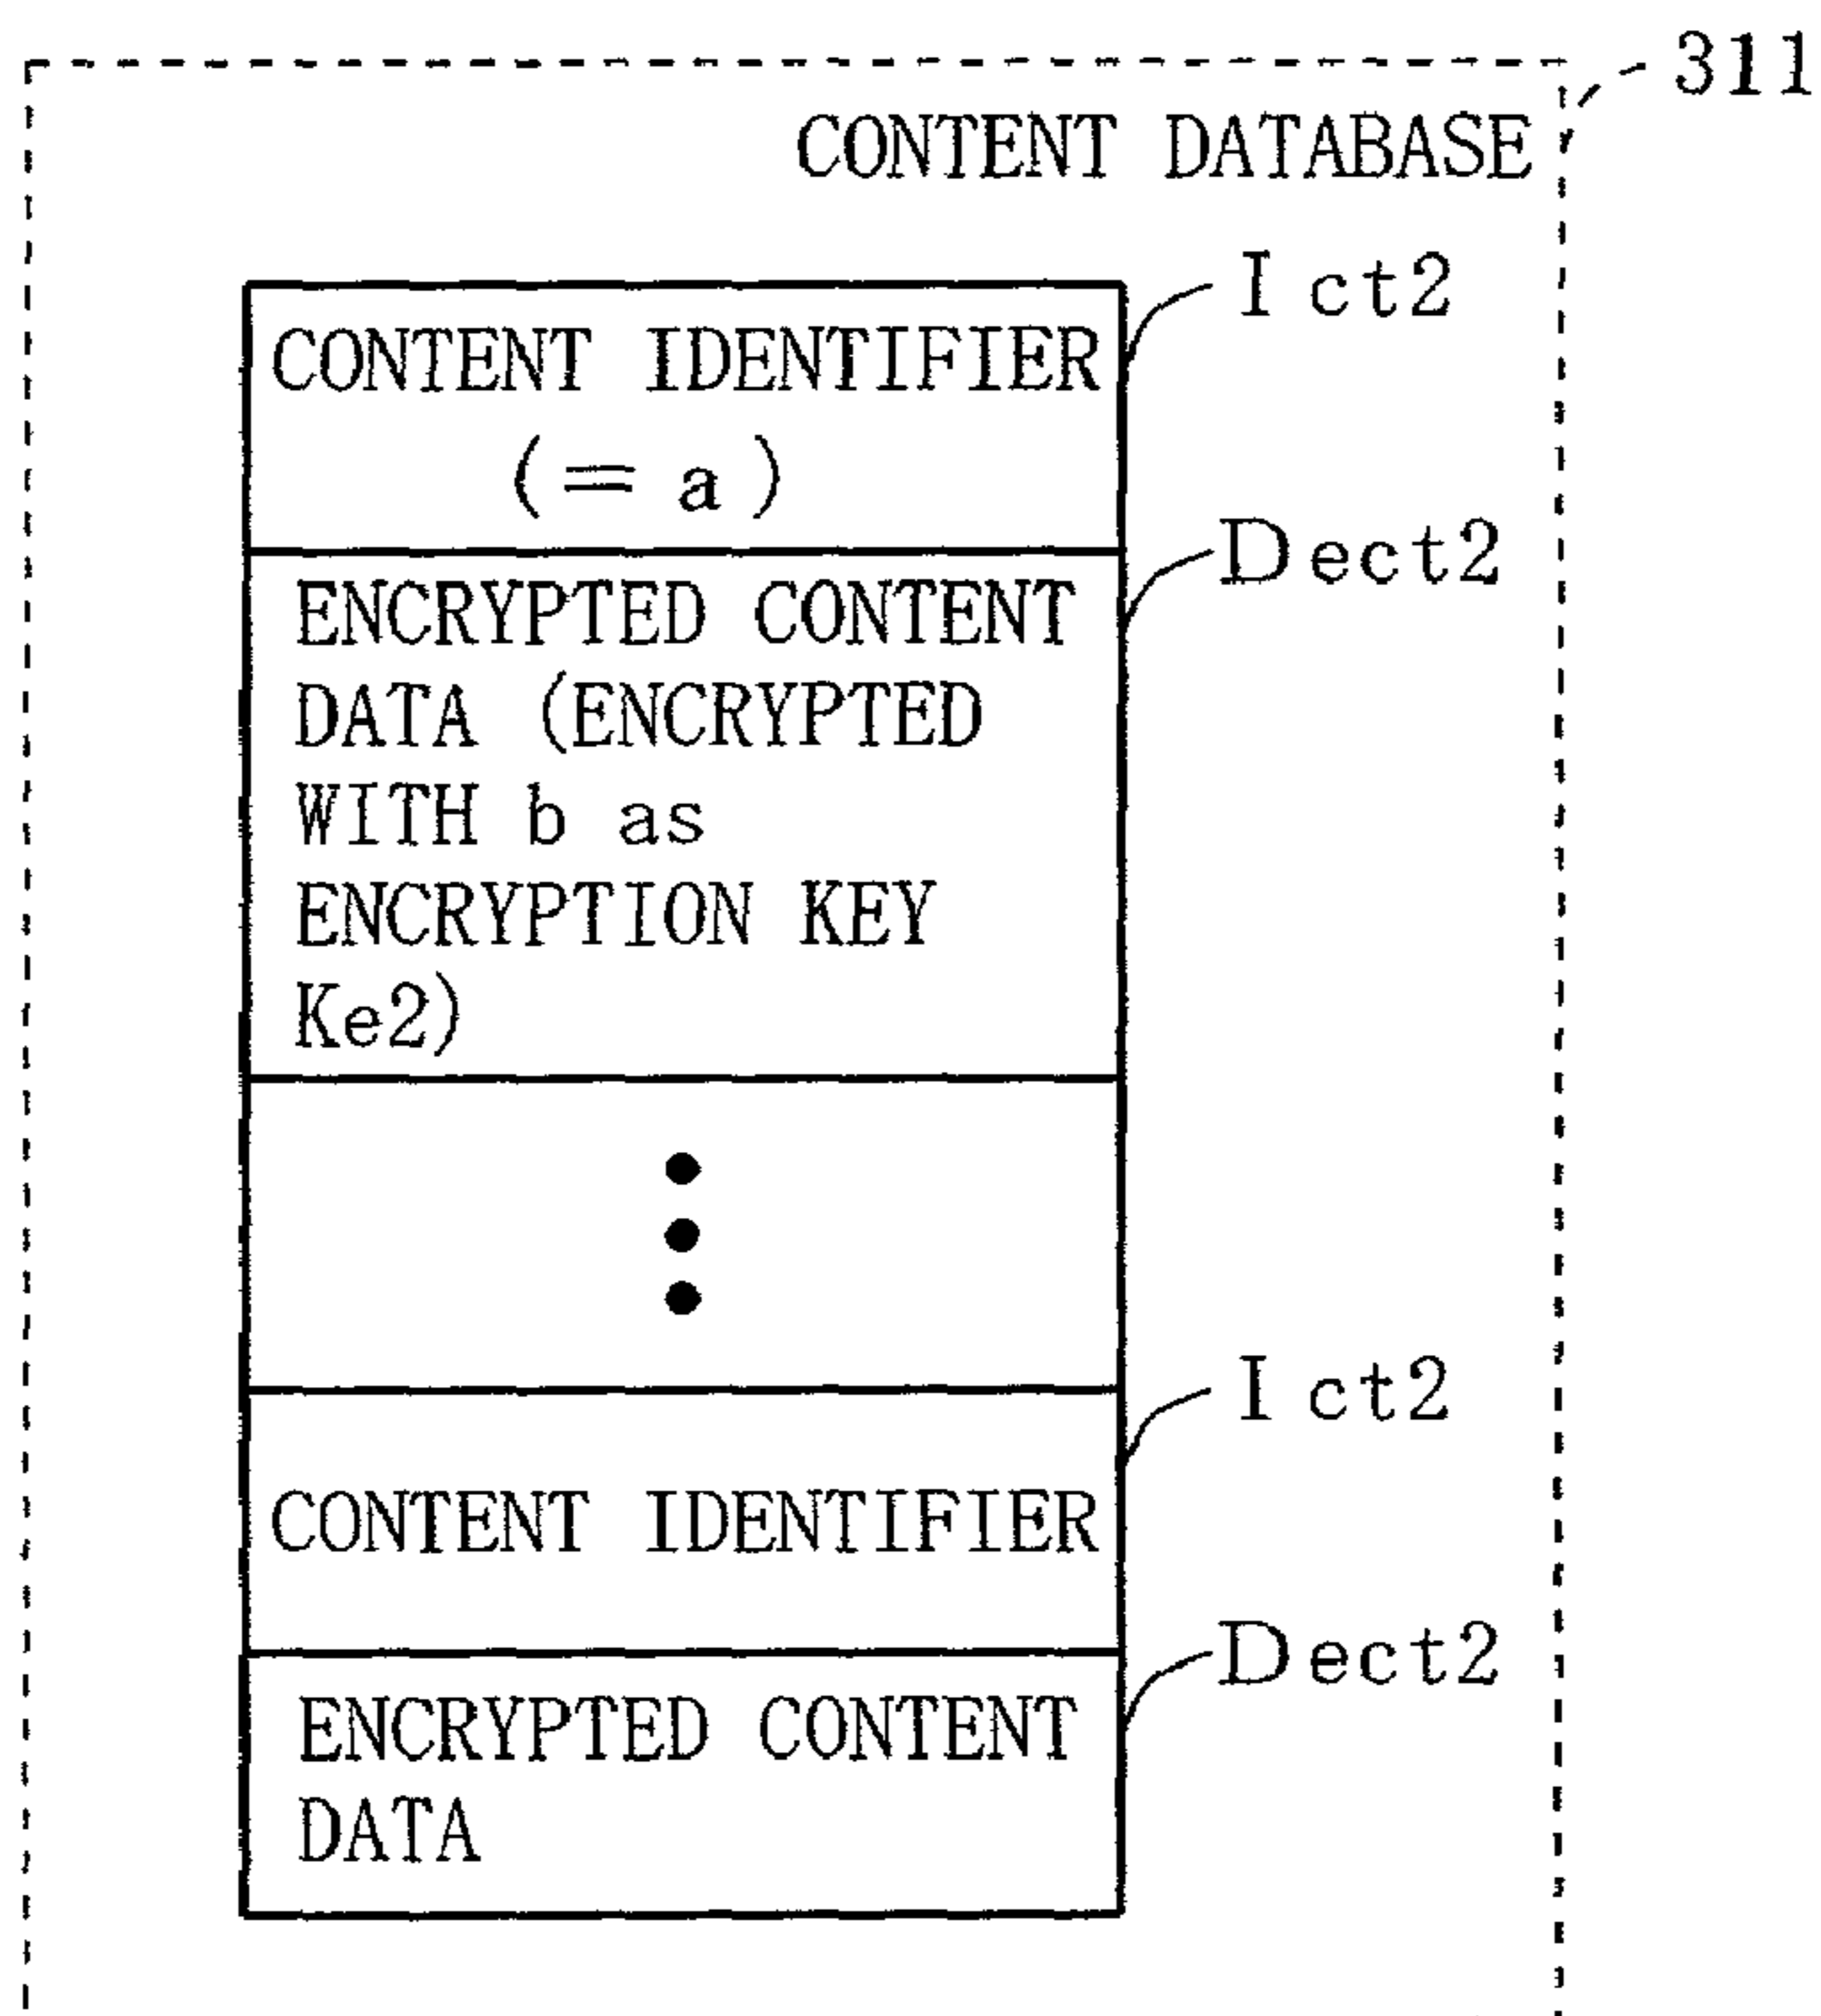 311
CONTENT DATABASE
Ict2
CONTENT IDENTIFIER
(= a)
Dect2
ENCRYPTED CONTENT
DATA (ENCRYPTED
WITH b as
ENCRYPTION KEY
Ke2)
Ict2
CONTENT IDENTIFIER
Dect2
ENCRYPTED CONTENT
DATA